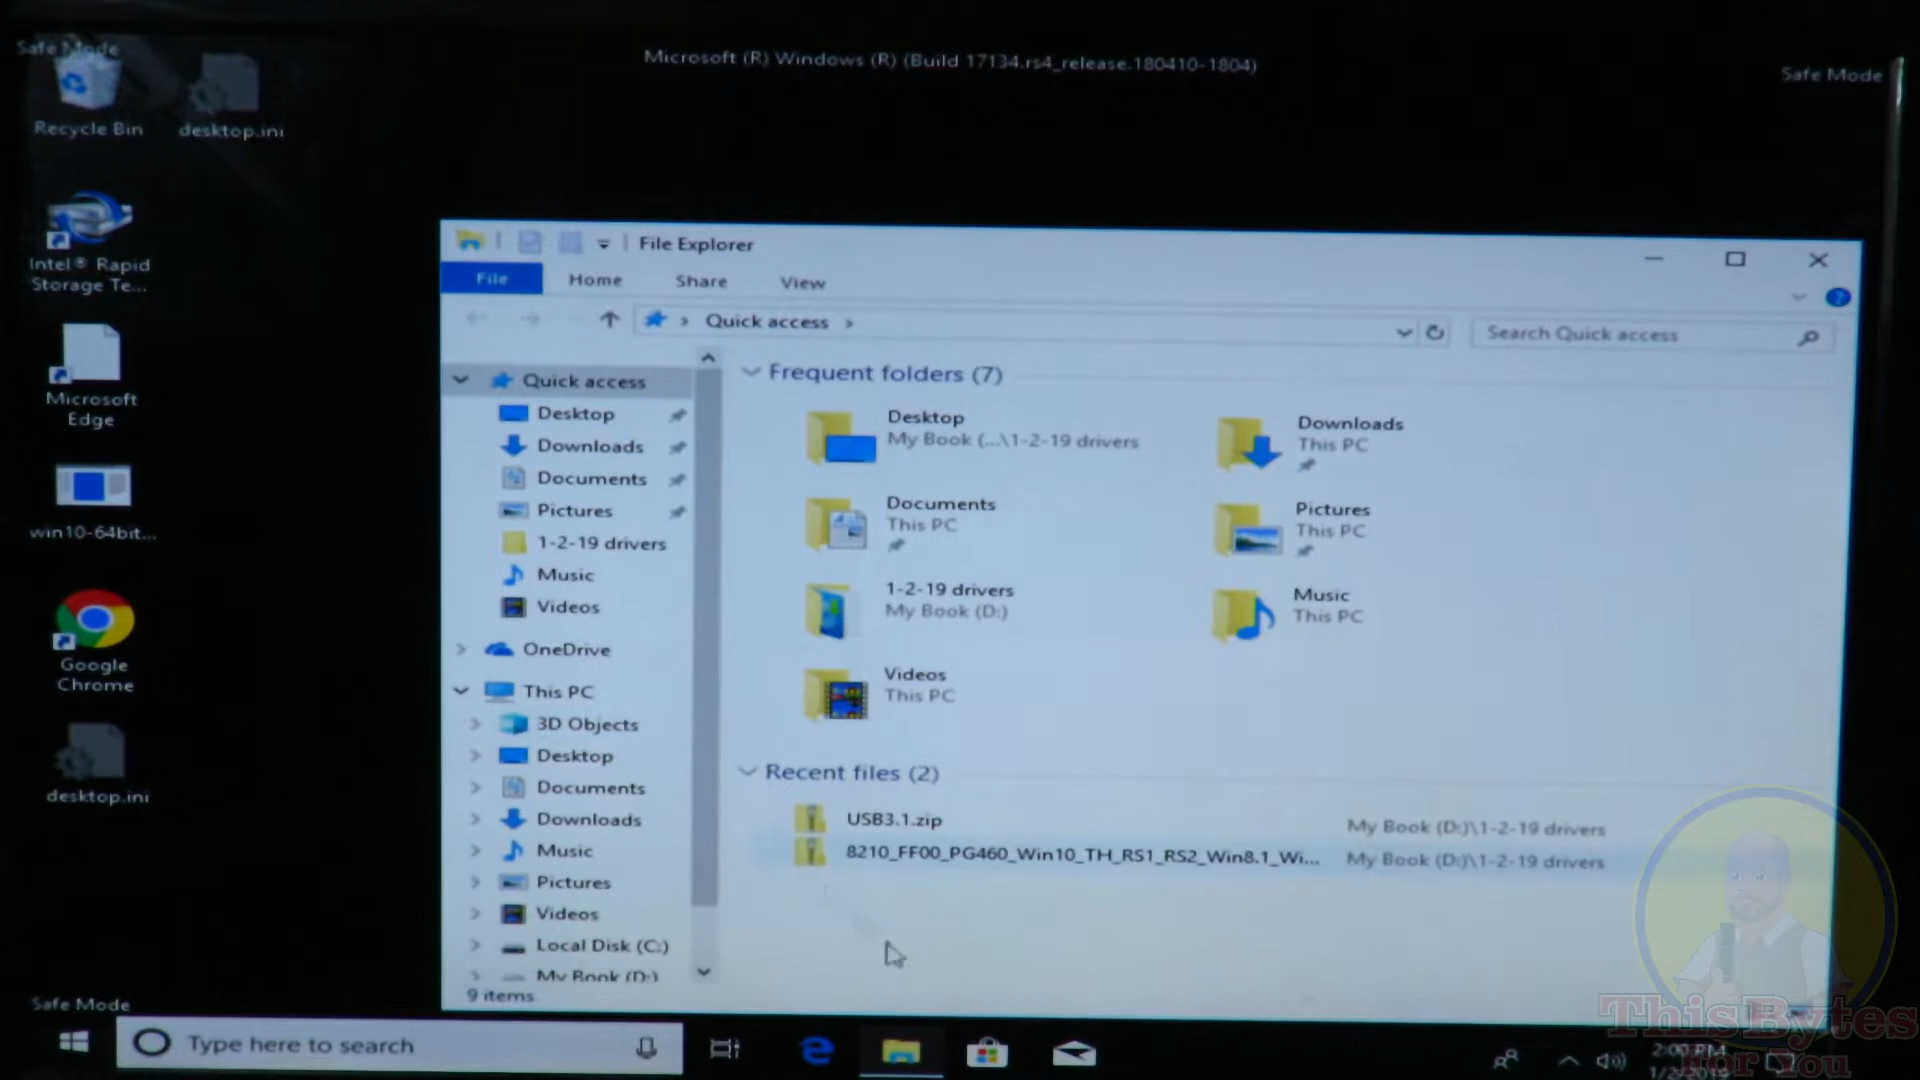 Safe Mode
Microsoft (R) Windows (R) (Build 17134.rs4_release.180410-1804)
Safe Mode
Recycle Bin
desktop.ini
Intel® Rapid
Storage Te...
Microsoft
Edge
win10-64bit...
Google
Chrome
desktop.ini
File Explorer
File
Home
Share
View
Quick access
Search Quick access
Quick access
Desktop
Downloads
Documents
Pictures
1-2-19 drivers
Music
Videos
OneDrive
This PC
3D Objects
Desktop
Documents
Downloads
Music
Pictures
Videos
Local Disk (C:)
My Book (D:)
9 items
Frequent folders (7)
Desktop
My Book (...\1-2-19 drivers
Downloads
This PC
Documents
This PC
Pictures
This PC
1-2-19 drivers
My Book (D:)
Music
This PC
Videos
This PC
Recent files (2)
USB3.1.zip
My Book (D:)\1-2-19 drivers
8210_FF00_PG460_Win10_TH_RS1_RS2_Win8.1_Wi...
My Book (D:)\1-2-19 drivers
Safe Mode
Type here to search
2:00 PM
ThisBytes
For You